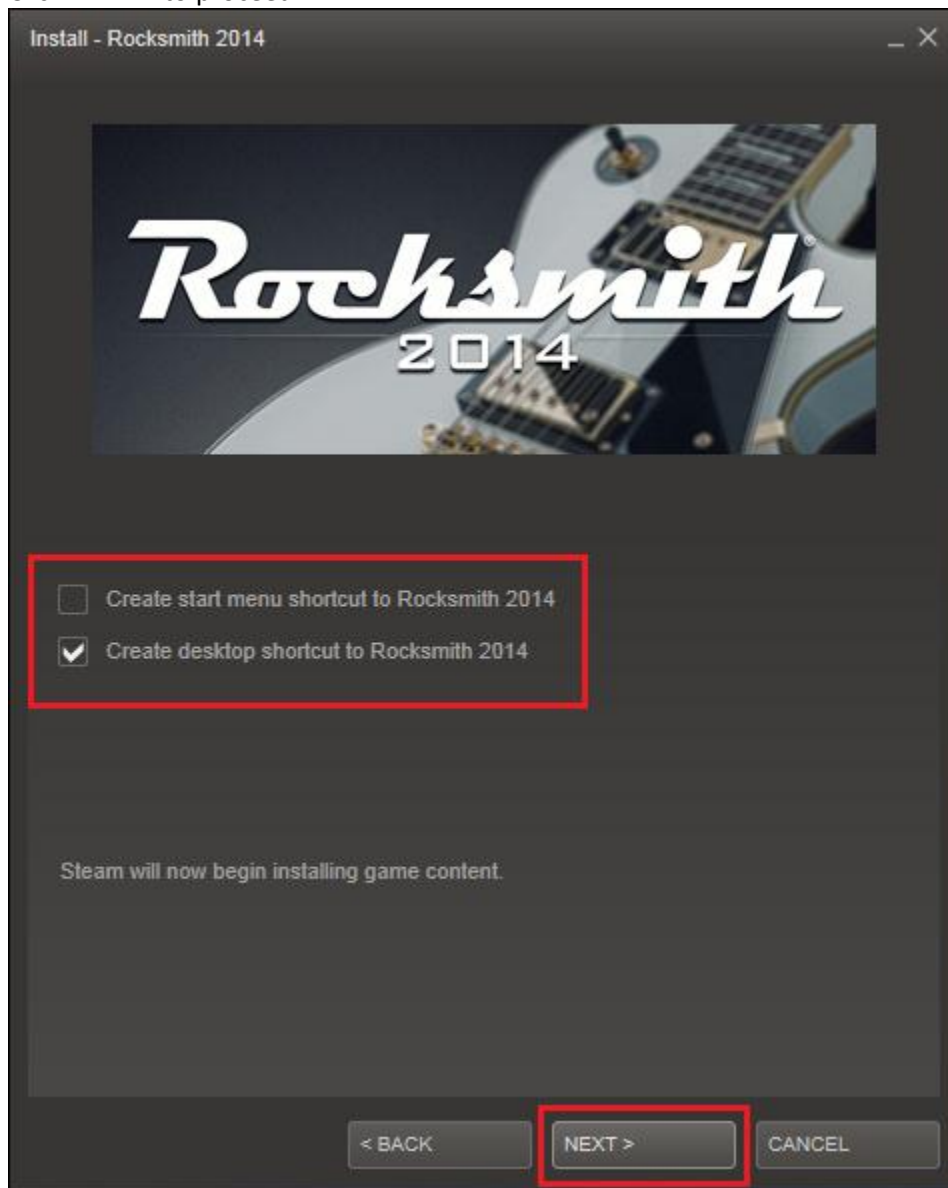 Install - Rocksmith 2014
Rocksmith®
2014
Create start menu shortcut to Rocksmith 2014
Create desktop shortcut to Rocksmith 2014
Steam will now begin installing game content.
< BACK
NEXT >
CANCEL